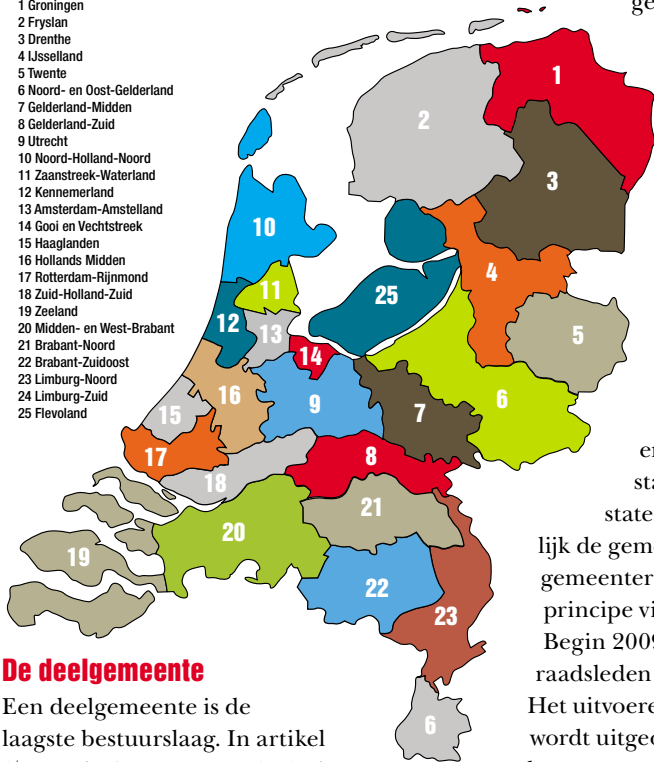 1 Groningen
2 Fryslan
3 Drenthe
4 IJsselland
5 Twente
6 Noord- en Oost-Gelderland
7 Gelderland-Midden
8 Gelderland-Zuid
9 Utrecht
10 Noord-Holland-Noord
11 Zaanstreek-Waterland
12 Kennemerland
13 Amsterdam-Amstelland
14 Gooi en Vechtstreek
15 Haaglanden
16 Hollands Midden
17 Rotterdam-Rijnmond
18 Zuid-Holland-Zuid
19 Zeeland
20 Midden- en West-Brabant
21 Brabant-Noord
22 Brabant-Zuidoost
23 Limburg-Noord
24 Limburg-Zuid
25 Flevoland
1
2
3
10
4
11
25
12
13
5
14
16
9
7
6
15
17
8
18
21
20
19
22
23
6
De deelgemeente
Een deelgemeente is de
laagste bestuurslaag. In artikel
ge
en
sta
state
lijk de geme
gemeenter
principe vi
Begin 2009
raadsleden
Het uitvoere
wordt uitgeo